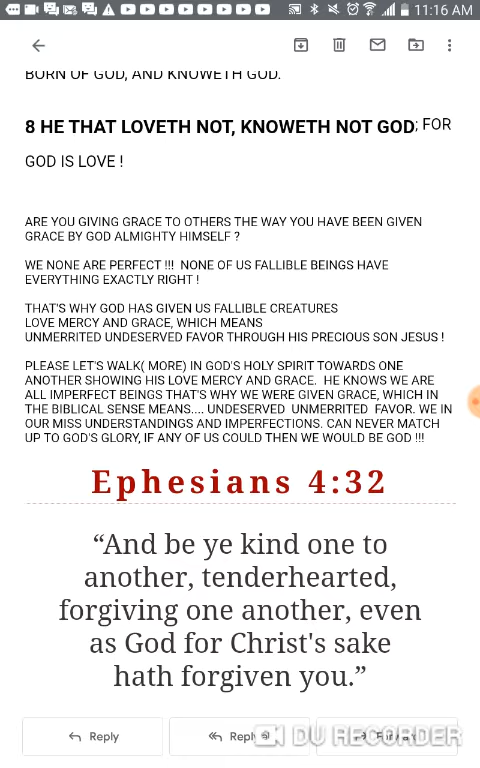 11:16 AM
BORN OF GOD, AND KNOWETH GOD.
8 HE THAT LOVETH NOT, KNOWETH NOT GOD; FOR
GOD IS LOVE !
ARE YOU GIVING GRACE TO OTHERS THE WAY YOU HAVE BEEN GIVEN
GRACE BY GOD ALMIGHTY HIMSELF ?
WE NONE ARE PERFECT !!! NONE OF US FALLIBLE BEINGS HAVE
EVERYTHING EXACTLY RIGHT !
THAT'S WHY GOD HAS GIVEN US FALLIBLE CREATURES
LOVE MERCY AND GRACE, WHICH MEANS
UNMERRITED UNDESERVED FAVOR THROUGH HIS PRECIOUS SON JESUS !
PLEASE LET'S WALK( MORE) IN GOD'S HOLY SPIRIT TOWARDS ONE
ANOTHER SHOWING HIS LOVE MERCY AND GRACE. HE KNOWS WE ARE
ALL IMPERFECT BEINGS THAT'S WHY WE WERE GIVEN GRACE, WHICH IN
THE BIBLICAL SENSE MEANS.... UNDESERVED UNMERRITED FAVOR. WE IN
OUR MISS UNDERSTANDINGS AND IMPERFECTIONS. CAN NEVER MATCH
UP TO GOD'S GLORY, IF ANY OF US COULD THEN WE WOULD BE GOD !!!
Ephesians 4:32
“And be ye kind one to
another, tenderhearted,
forgiving one another, even
as God for Christ's sake
hath forgiven you.”
Reply
Reply all
Forward
DU RECORDER